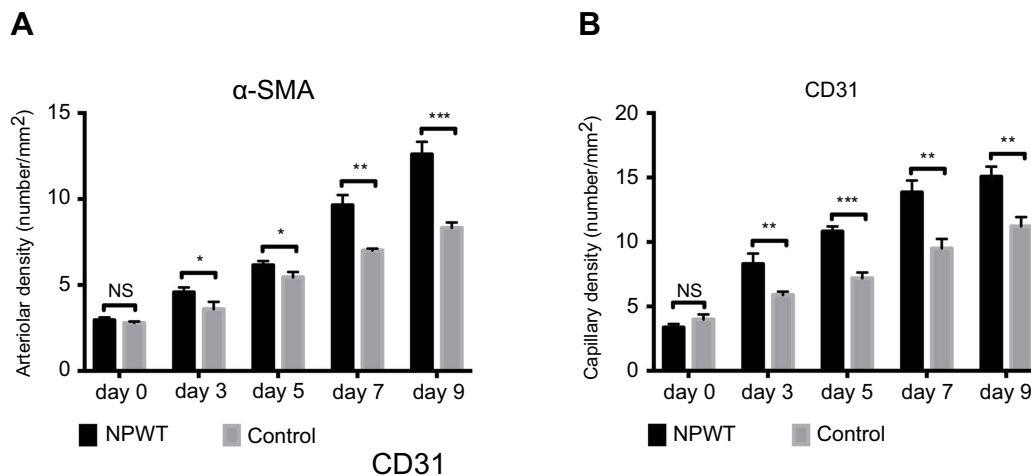 A
B
α-SMA
CD31
Arteriolar density (number/mm2)
15
10
5
0
NS
*
*
**
***
day 0 day 3 day 5 day 7 day 9
NPWT Control
CD31
Capillary density (number/mm2)
20
15
10
5
0
NS
**
***
**
**
day 0 day 3 day 5 day 7 day 9
NPWT Control